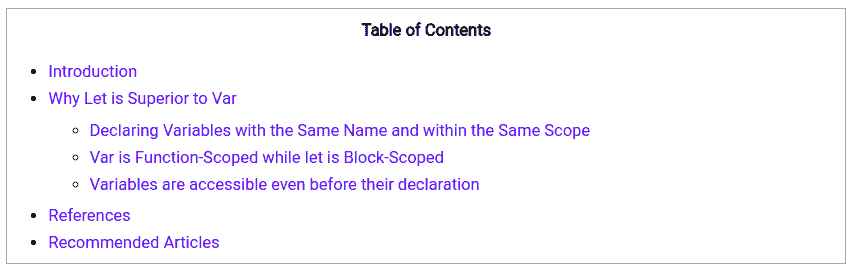 Table of Contents
Introduction
Why Let is Superior to Var
Declaring Variables with the Same Name and within the Same Scope
Var is Function-Scoped while let is Block-Scoped
Variables are accessible even before their declaration
References
Recommended Articles